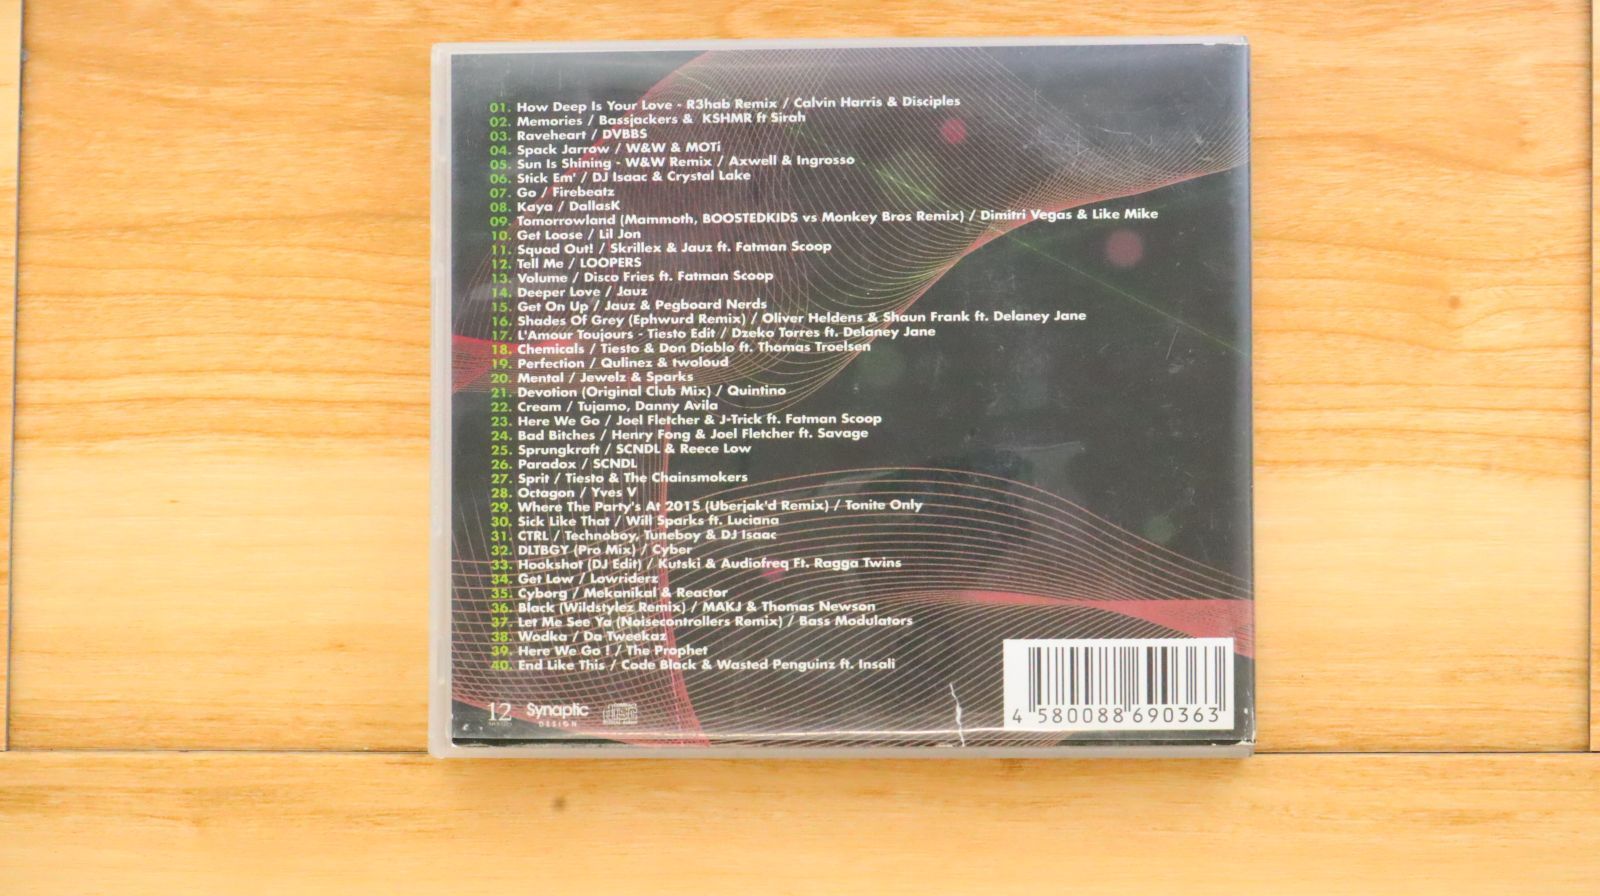 01. How Deep Is Your Love - R3hab Remix / Calvin Harris & Disciples
02. Memories / Bassjackers & KSHMR ft Sirah
03. Raveheart / DVBBS
04. Spack Jarrow / W&W & MOTi
05. Sun Is Shining - W&W Remix / Axwell & Ingrosso
06. Stick Em' / DJ Isaac & Crystal Lake
07. Go / Firebeatz
08. Kaya / DallasK
09. Tomorrowland (Mammoth, BOOSTEDKIDS vs Monkey Bros Remix) / Dimitri Vegas & Like Mike
10. Get Loose / Lil Jon
11. Squad Out! / Skrillex & Jauz ft. Fatman Scoop
12. Tell Me / LOOPERS
13. Volume / Disco Fries ft. Fatman Scoop
14. Deeper Love / Jauz
15. Get On Up / Jauz & Pegboard Nerds
16. Shades Of Grey (Ephwurd Remix) / Oliver Heldens & Shaun Frank ft. Delaney Jane
17. L'Amour Toujours - Tiesto Edit / Dzeko Torres ft. Delaney Jane
18. Chemicals / Tiesto & Don Diablo ft. Thomas Troelsen
19. Perfection / Qulinez & twoloud
20. Mental / Jewelz & Sparks
21. Devotion (Original Club Mix) / Quintino
22. Cream / Tujamo, Danny Avila
23. Here We Go / Joel Fletcher & J-Trick ft. Fatman Scoop
24. Bad Bitches / Henry Fong & Joel Fletcher ft. Savage
25. Sprungkraft / SCNDL & Reece Low
26. Paradox / SCNDL
27. Sprit / Tiesto & The Chainsmokers
28. Octagon / Yves V
29. Where The Party's At 2015 (Uberjak'd Remix) / Tonite Only
30. Sick Like That / Will Sparks ft. Luciana
31. CTRL / Technoboy, Tuneboy & DJ Isaac
32. DLTBGY (Pro Mix) / Cyber
33. Hookshot (DJ Edit) / Kutski & Audiofreq Ft. Ragga Twins
34. Get Low / Lowriderz
35. Cyborg / Mekanikal & Reactor
36. Black (Wildstylez Remix) / MAKJ & Thomas Newson
37. Let Me See Ya (Noisecontrollers Remix) / Bass Modulators
38. Wodka / Da Tweekaz
39. Here We Go ! / The Prophet
40. End Like This / Code Black & Wasted Penguinz ft. Insali
12 Synaptic
DESIGN
disc
4 580088 690363